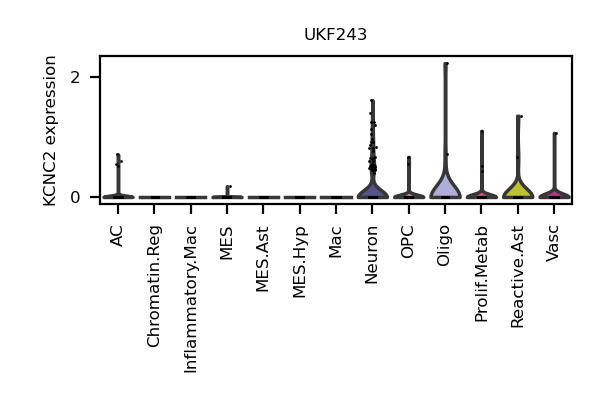 UKF243
KCNC2 expression
2
0
AC
Chromatin.Reg
Inflammatory.Mac
MES
MES.Ast
MES.Hyp
Mac
Neuron
OPC
Oligo
Prolif.Metab
Reactive.Ast
Vasc